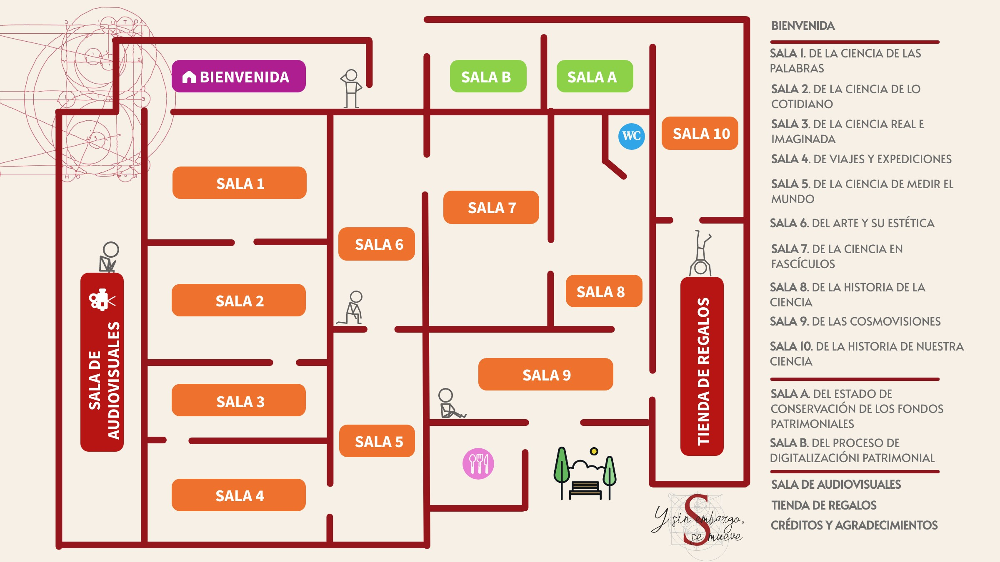 BIENVENIDA
SALA B
SALA A
WC
SALA 10
SALA 1
SALA 7
SALA 6
SALA 2
SALA 8
SALA DE
AUDIOVISUALES
TIENDA DE REGALOS
SALA 9
SALA 3
SALA 5
SALA 4
Y sin embargo,
S
se mueve
BIENVENIDA
SALA 1. DE LA CIENCIA DE LAS
PALABRAS
SALA 2. DE LA CIENCIA DE LO
COTIDIANO
SALA 3. DE LA CIENCIA REAL E
IMAGINADA
SALA 4. DE VIAJES Y EXPEDICIONES
SALA 5. DE LA CIENCIA DE MEDIR EL
MUNDO
SALA 6. DEL ARTE Y SU ESTÉTICA
SALA 7. DE LA CIENCIA EN
FASCÍCULOS
SALA 8. DE LA HISTORIA DE LA
CIENCIA
SALA 9. DE LAS COSMOVISIONES
SALA 10. DE LA HISTORIA DE NUESTRA
CIENCIA
SALA A. DEL ESTADO DE
CONSERVACIÓN DE LOS FONDOS
PATRIMONIALES
SALA B. DEL PROCESO DE
DIGITALIZACIÓNI PATRIMONIAL
SALA DE AUDIOVISUALES
TIENDA DE REGALOS
CRÉDITOS Y AGRADECIMIENTOS